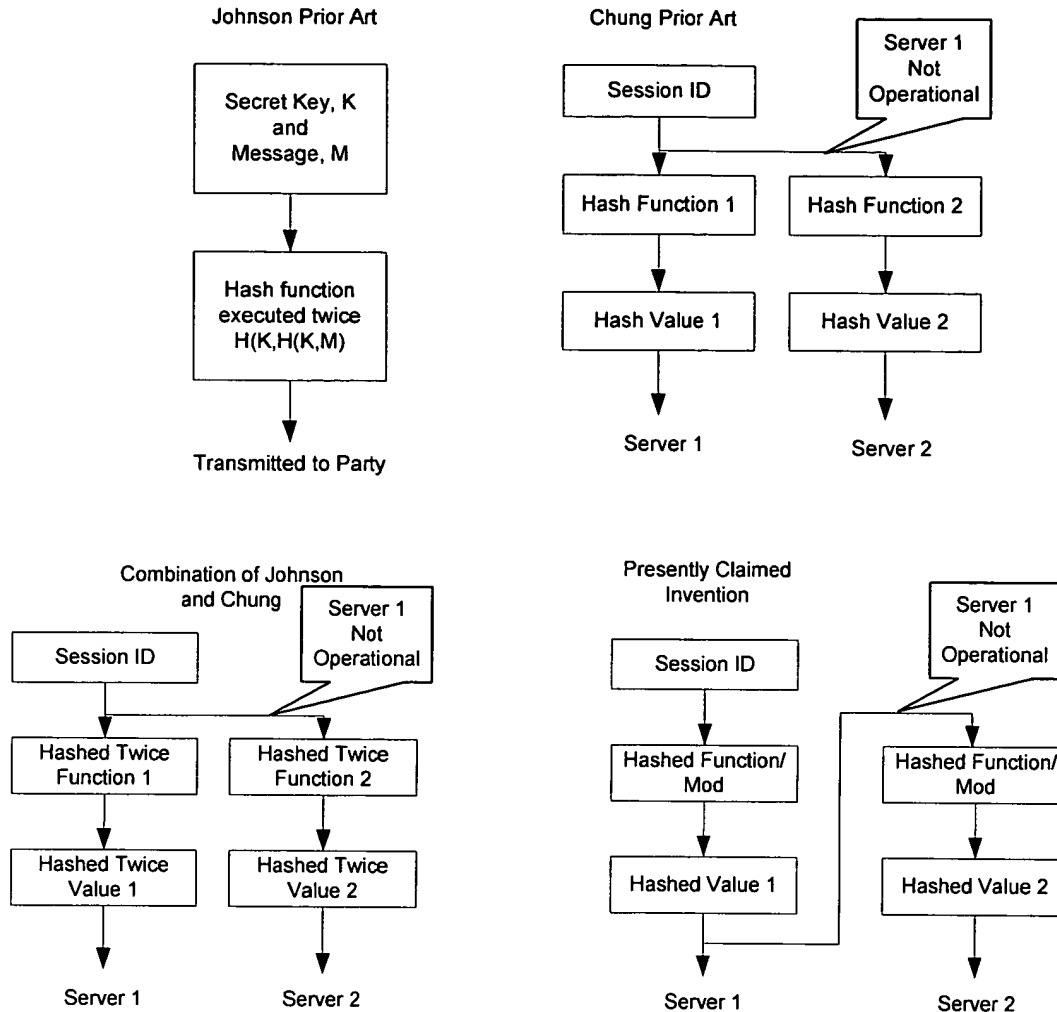 Johnson Prior Art
Secret Key, K
and
Message, M
Hash function
executed twice
H(K,H(K,M)
Transmitted to Party
Chung Prior Art
Server 1
Not
Operational
Session ID
Hash Function 1
Hash Function 2
Hash Value 1
Hash Value 2
Server 1
Server 2
Combination of Johnson
and Chung
Server 1
Not
Operational
Session ID
Hashed Twice
Function 1
Hashed Twice
Function 2
Hashed Twice
Value 1
Hashed Twice
Value 2
Server 1
Server 2
Presently Claimed
Invention
Server 1
Not
Operational
Session ID
Hashed Function/
Mod
Hashed Function/
Mod
Hashed Value 1
Hashed Value 2
Server 1
Server 2